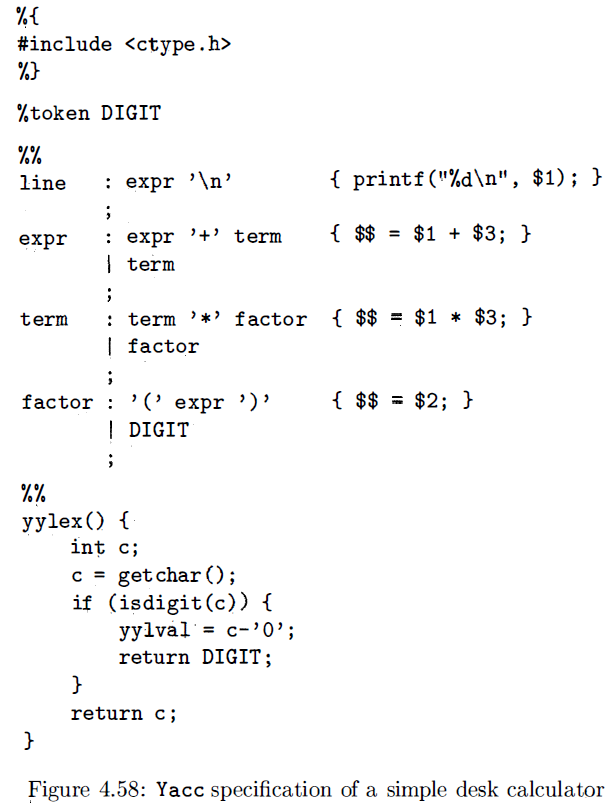 %{
#include <ctype.h>
%}
%token DIGIT
%%
line : expr '\n' { printf("%d\n", $1); }
;
expr : expr '+' term { $$ = $1 + $3; }
| term
;
term : term '*' factor { $$ = $1 * $3; }
| factor
;
factor : '(' expr ')' { $$ = $2; }
| DIGIT
;
%%
yylex() {
int c;
c = getchar();
if (isdigit(c)) {
yylval = c-'0';
return DIGIT;
}
return c;
}
Figure 4.58: Yacc specification of a simple desk calculator